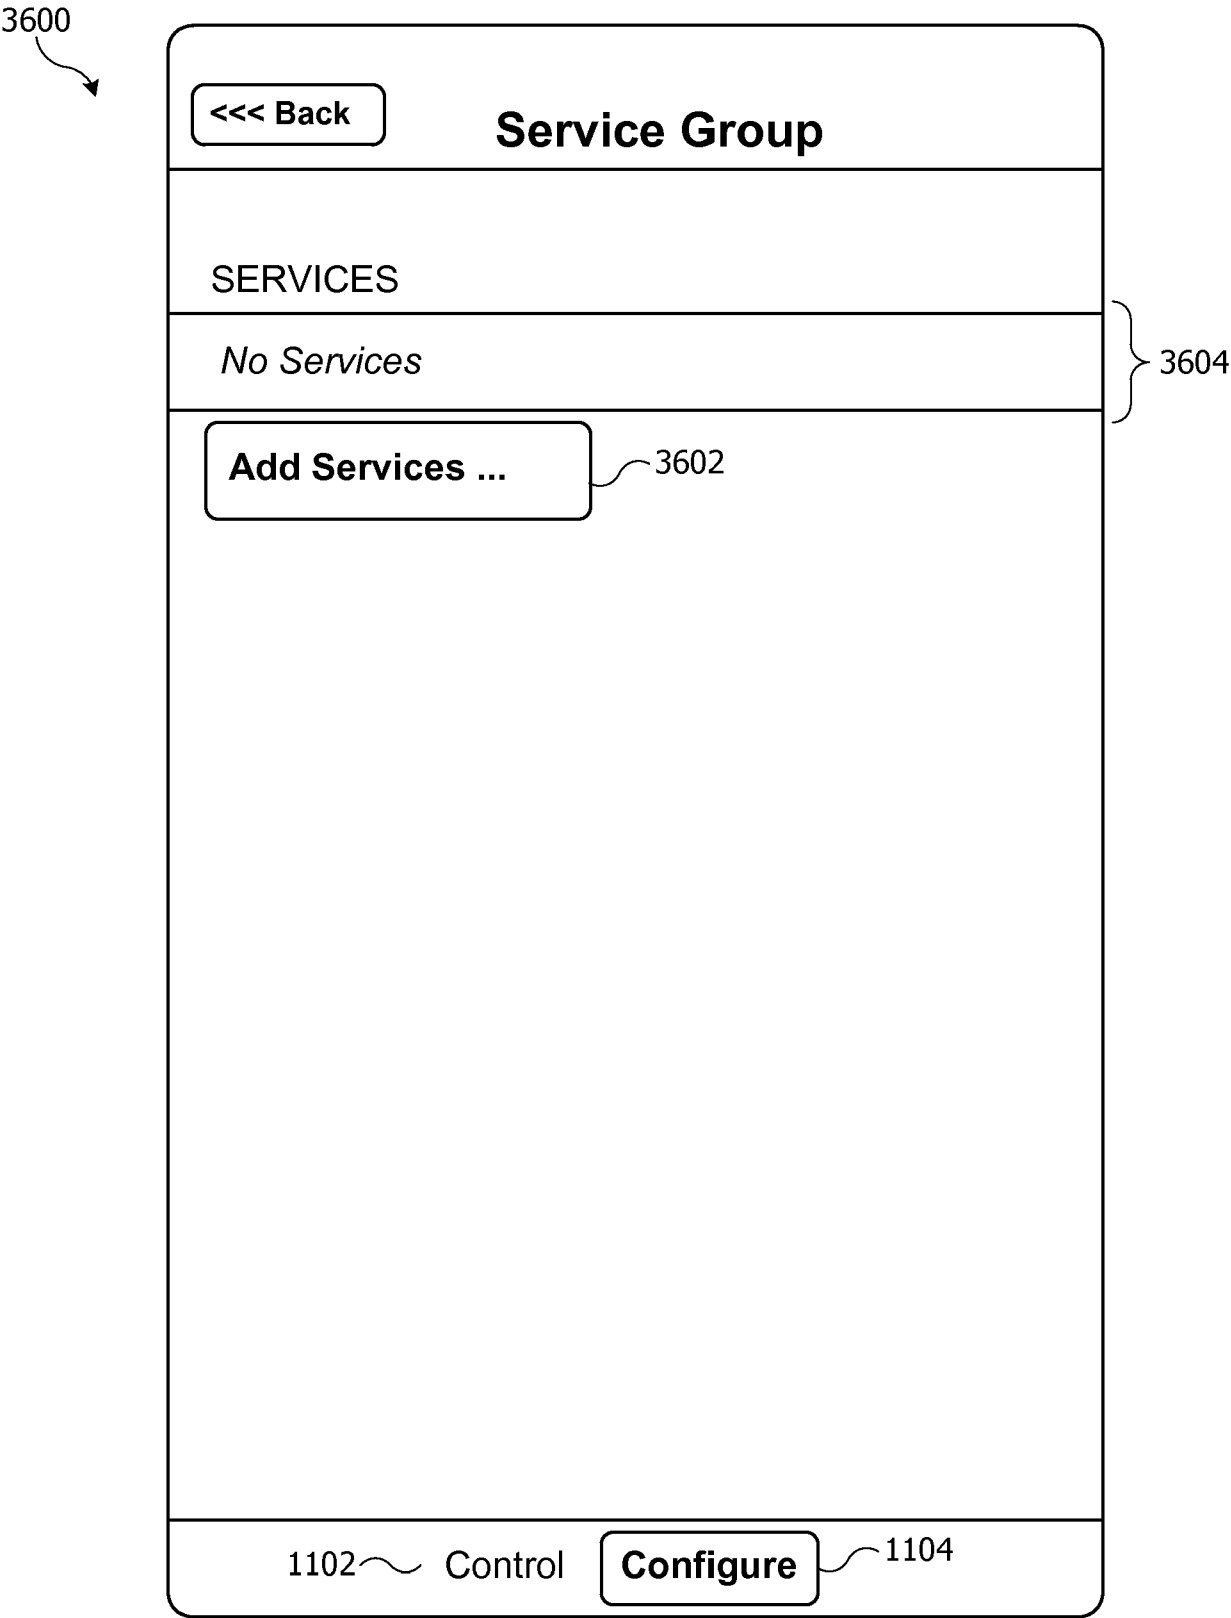 3600
<<< Back
Service Group
SERVICES
No Services
3604
Add Services ...
3602
1102
Control
Configure
1104